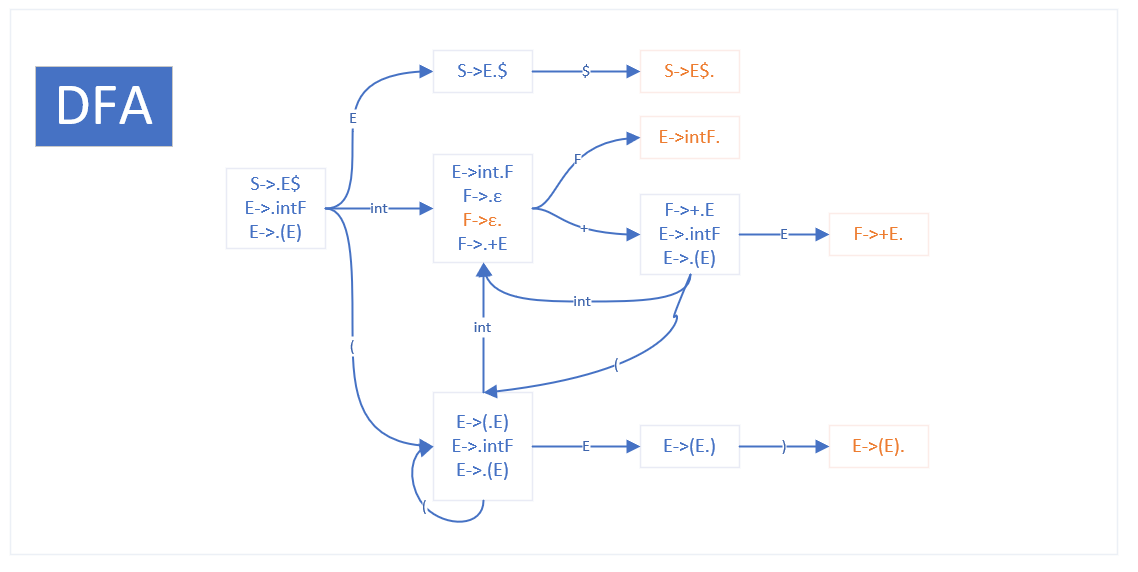 DFA
S->.E$
E->.intF
E->.(E)
E
int
(
S->E.$
$
S->E$.
E->int.F
F->.ε
F->ε.
F->.+E
F
+
E->intF.
F->+.E
E->.intF
E->.(E)
E
F->+E.
int
(
int
E->(.E)
E->.intF
E->.(E)
(
E
E->(E.)
)
E->(E).